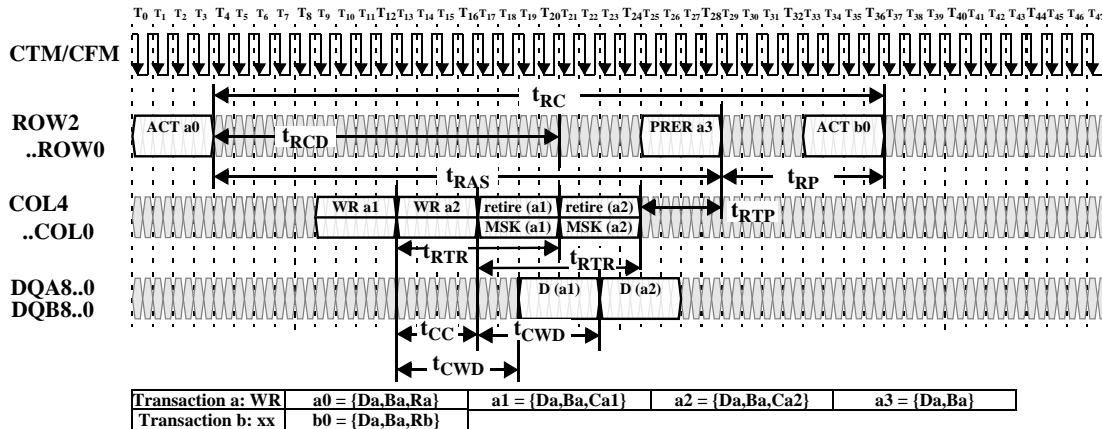 T0 T1 T2 T3 T4 T5 T6 T7 T8 T9 T10 T11 T12 T13 T14 T15 T16 T17 T18 T19 T20 T21 T22 T23 T24 T25 T26 T27 T28 T29 T30 T31 T32 T33 T34 T35 T36 T37 T38 T39 T40 T41 T42 T43 T44 T45 T46 T47
CTM/CFM
tRC
ROW2
..ROW0
ACT a0
PRER a3
ACT b0
tRCD
tRAS
tRP
COL4
..COL0
WR a1
WR a2
retire (a1)
retire (a2)
MSK (a1)
MSK (a2)
tRTP
tRTR
tRTR
DQA8..0
DQB8..0
D (a1)
D (a2)
tCC
tCWD
tCWD
Transaction a: WR a0 = {Da,Ba,Ra} a1 = {Da,Ba,Ca1} a2 = {Da,Ba,Ca2} a3 = {Da,Ba}
Transaction b: xx b0 = {Da,Ba,Rb}